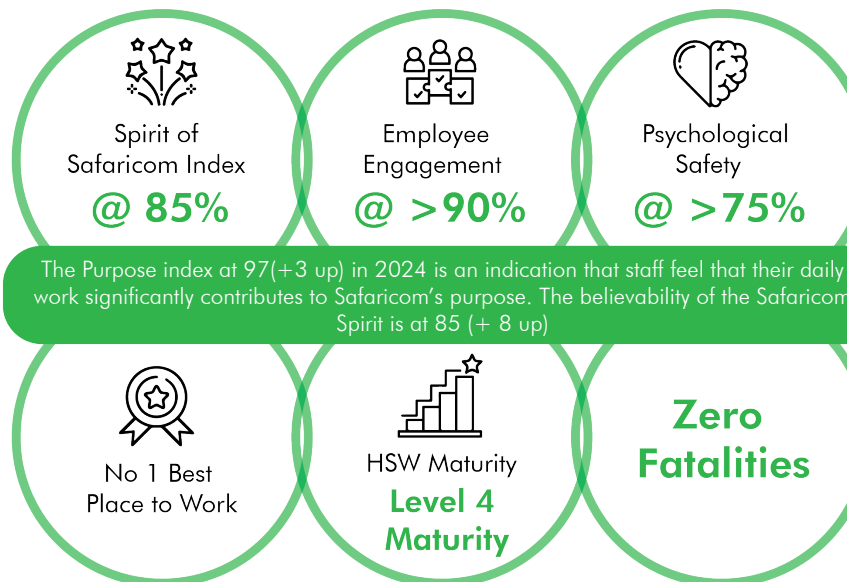 Spirit of
Safaricom Index
@ 85%
Employee
Engagement
@ >90%
Psychological
Safety
@ >75%
The Purpose index at 97(+3 up) in 2024 is an indication that staff feel that their daily
work significantly contributes to Safaricom's purpose. The believability of the Safaricom
Spirit is at 85 (+ 8 up)
No 1 Best
Place to Work
HSW Maturity
Level 4
Maturity
Zero
Fatalities